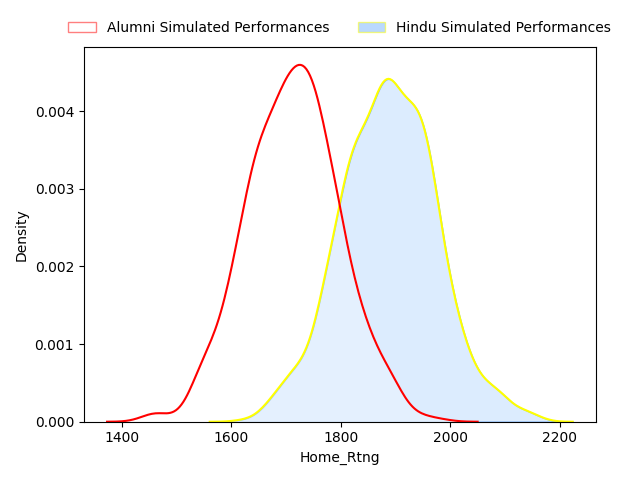 Alumni Simulated Performances Hindu Simulated Performances
0.004
0.003
0.002
0.001
0.000
Density
1400 1600 1800 2000 2200
Home_Rtng